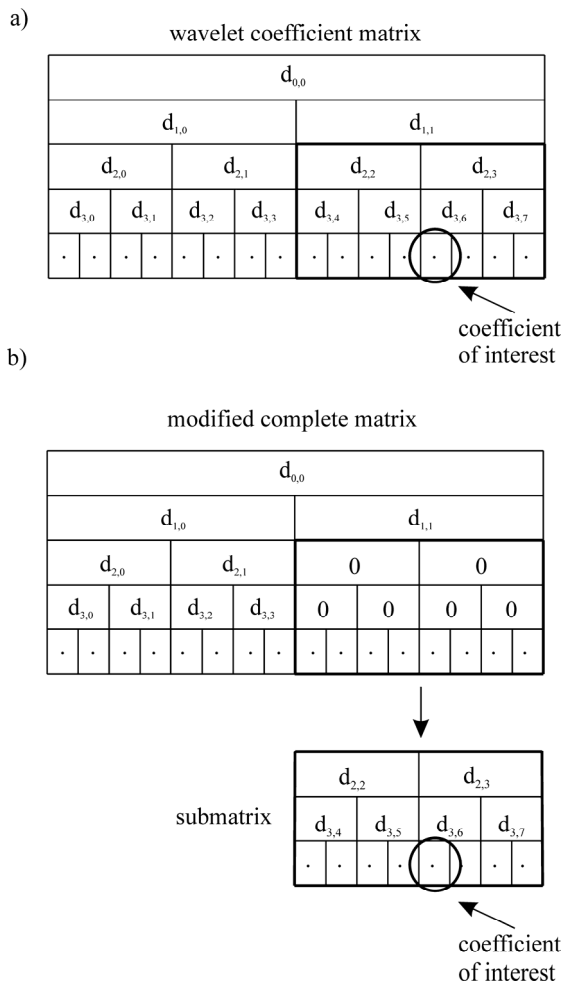 a)
wavelet coefficient matrix
d0,0
d1,0 d1,1
d2,0 d2,1 d2,2 d2,3
d3,0 d3,1 d3,2 d3,3 d3,4 d3,5 d3,6 d3,7
. . . . . . . . . . . . . . . .
coefficient
of interest
b)
modified complete matrix
d0,0
d1,0 d1,1
d2,0 d2,1 0 0
d3,0 d3,1 d3,2 d3,3 0 0 0 0
. . . . . . . . . . . . . . . .
submatrix
d2,2 d2,3
d3,4 d3,5 d3,6 d3,7
. . . . . . . .
coefficient
of interest